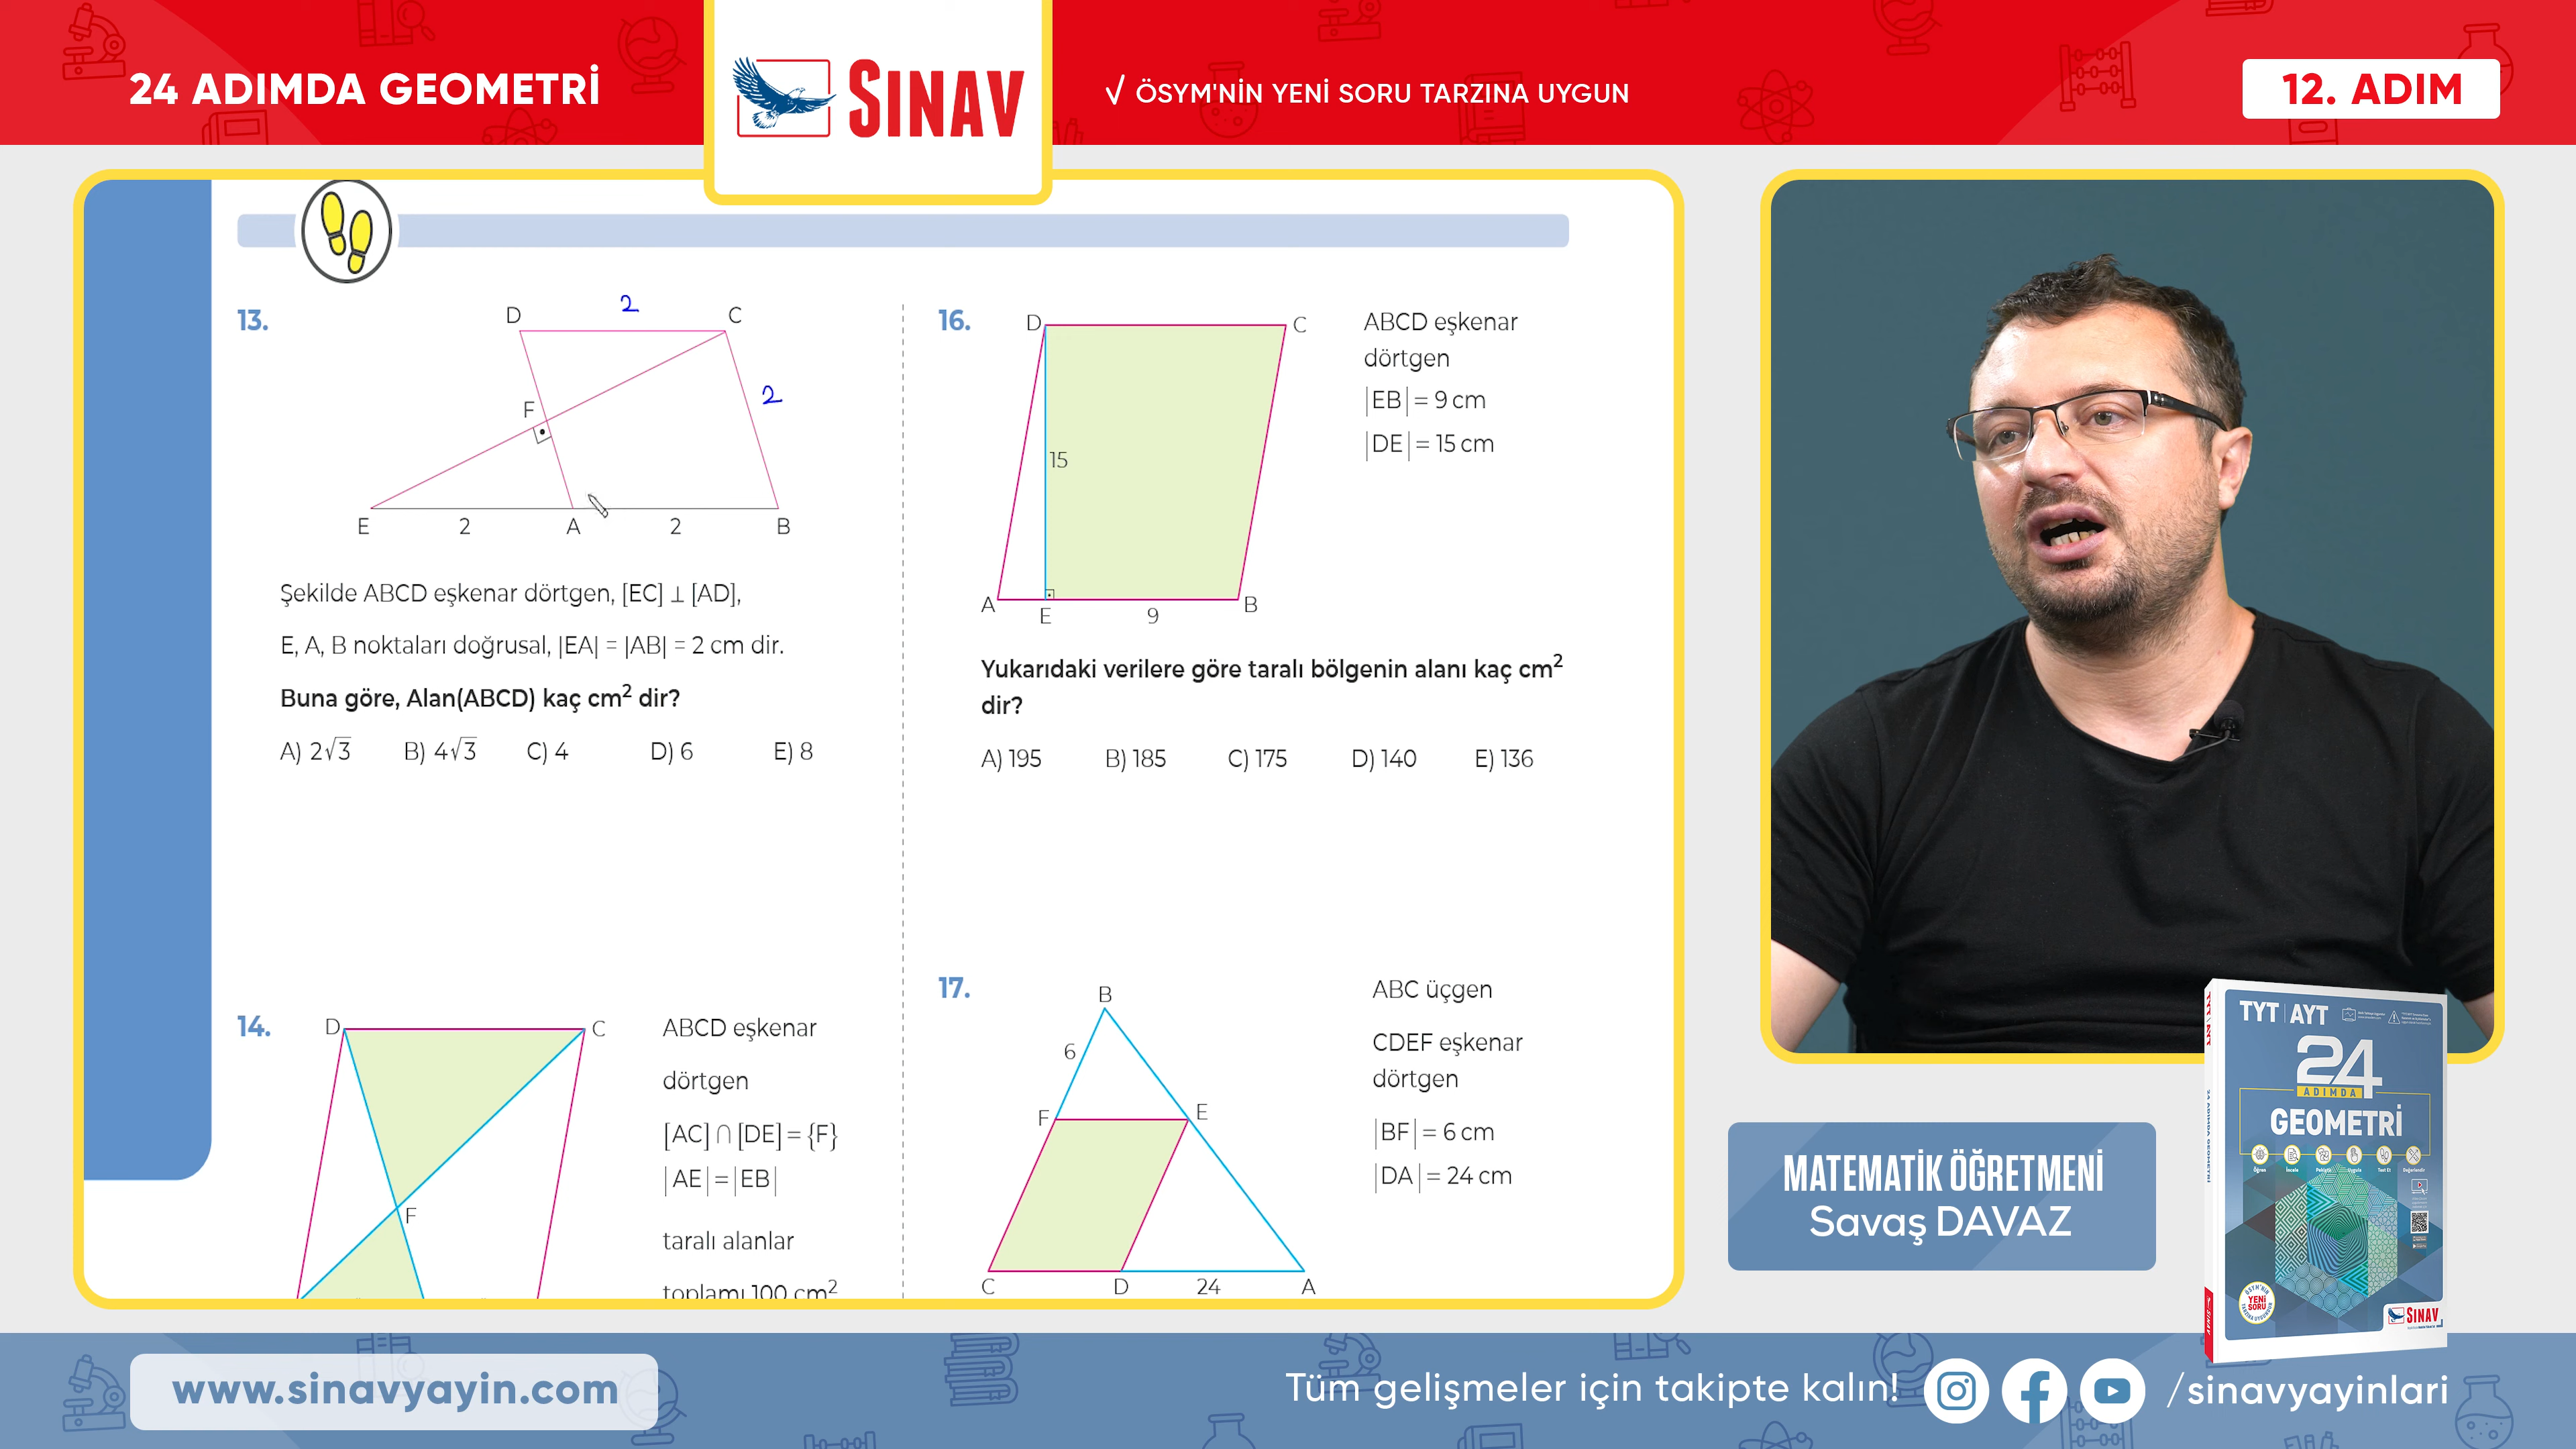 24 ADIMDA GEOMETRİ
SINAV
√ ÖSYM'NİN YENİ SORU TARZINA UYGUN
12. ADIM
13.
D
2
C
2
F
E
2
A
2
B
Şekilde ABCD eşkenar dörtgen, [EC] ⊥ [AD],
E, A, B noktaları doğrusal, |EA| = |AB| = 2 cm dir.
Buna göre, Alan(ABCD) kaç cm² dir?
A) 2√3 B) 4√3 C) 4 D) 6 E) 8
14.
D
C
F
ABCD eşkenar
dörtgen
[AC] ∩ [DE] = {F}
|AE| = |EB|
taralı alanlar
toplamı 100 cm²
16.
D
C
15
A
E
9
B
ABCD eşkenar
dörtgen
|EB| = 9 cm
|DE| = 15 cm
Yukarıdaki verilere göre taralı bölgenin alanı kaç cm²
dir?
A) 195 B) 185 C) 175 D) 140 E) 136
17.
B
6
F
E
C
D
24
A
ABC üçgen
CDEF eşkenar
dörtgen
|BF| = 6 cm
|DA| = 24 cm
MATEMATİK ÖĞRETMENİ
Savaş DAVAZ
TYT | AYT
24
ADIMDA
GEOMETRİ
YENİ
SORU
SINAV
www.sinavyayin.com
Tüm gelişmeler için takipte kalın!
/sinavyayinlari